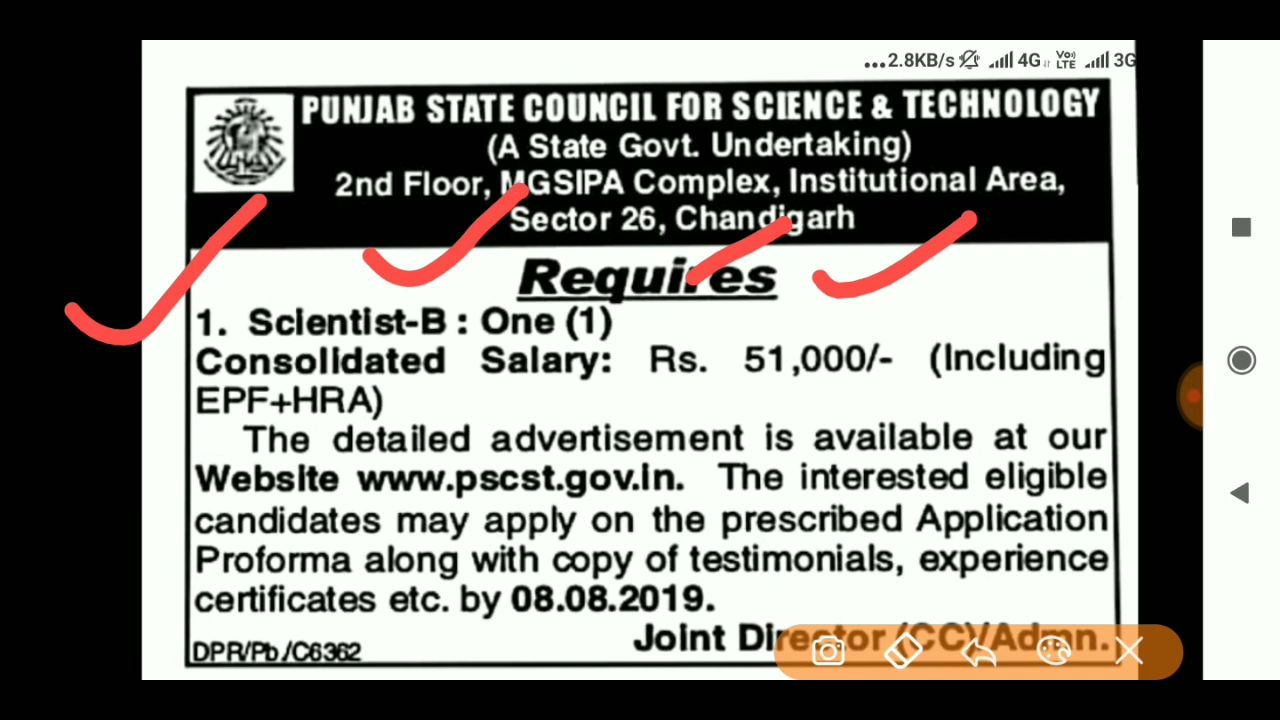 ...2.8KB/s 4G Vo)) LTE 3G
PUNJAB STATE COUNCIL FOR SCIENCE & TECHNOLOGY
(A State Govt. Undertaking)
2nd Floor, MGSIPA Complex, Institutional Area,
Sector 26, Chandigarh
Requires
1. Scientist-B : One (1)
Consolidated Salary: Rs. 51,000/- (Including
EPF+HRA)
The detailed advertisement is available at our
Website www.pscst.gov.in. The interested eligible
candidates may apply on the prescribed Application
Proforma along with copy of testimonials, experience
certificates etc. by 08.08.2019.
Joint Director (CC)/Admn.
DPR/Pb./C6362